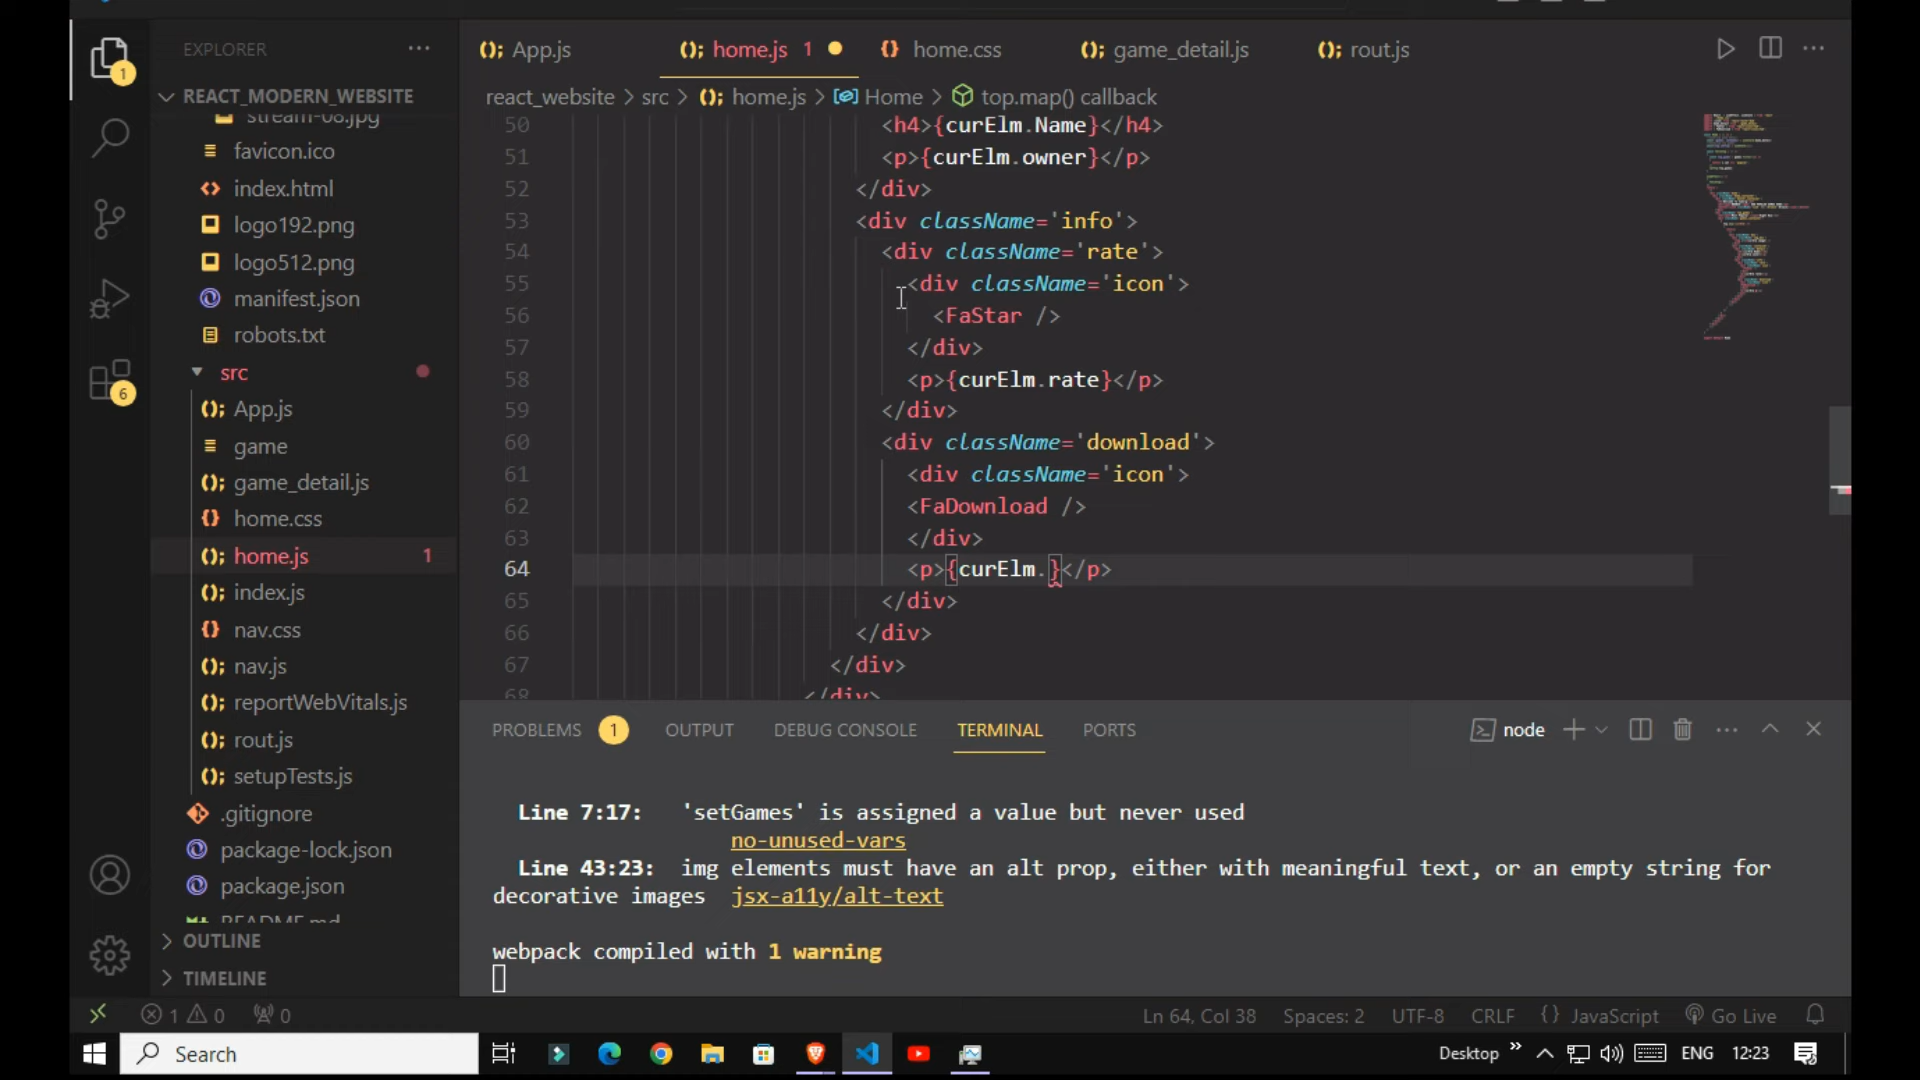 EXPLORER
REACT_MODERN_WEBSITE
stream-08.jpg
favicon.ico
index.html
logo192.png
logo512.png
manifest.json
robots.txt
src
App.js
game
game_detail.js
home.css
home.js 1
index.js
nav.css
nav.js
reportWebVitals.js
rout.js
setupTests.js
.gitignore
package-lock.json
package.json
README.md
OUTLINE
TIMELINE
1
6
App.js
home.js 1
home.css
game_detail.js
rout.js
react_website > src > home.js > Home > top.map() callback
50 <h4>{curElm.Name}</h4>
51 <p>{curElm.owner}</p>
52 </div>
53 <div className='info'>
54 <div className='rate'>
55 <div className='icon'>
56 <FaStar />
57 </div>
58 <p>{curElm.rate}</p>
59 </div>
60 <div className='download'>
61 <div className='icon'>
62 <FaDownload />
63 </div>
64 <p>{curElm.}</p>
65 </div>
66 </div>
67 </div>
68 </div>
PROBLEMS 1 OUTPUT DEBUG CONSOLE TERMINAL PORTS
node
Line 7:17: 'setGames' is assigned a value but never used
no-unused-vars
Line 43:23: img elements must have an alt prop, either with meaningful text, or an empty string for
decorative images jsx-a11y/alt-text
webpack compiled with 1 warning
1 0 0
Ln 64, Col 38 Spaces: 2 UTF-8 CRLF {} JavaScript Go Live
Search
Desktop
ENG
12:23